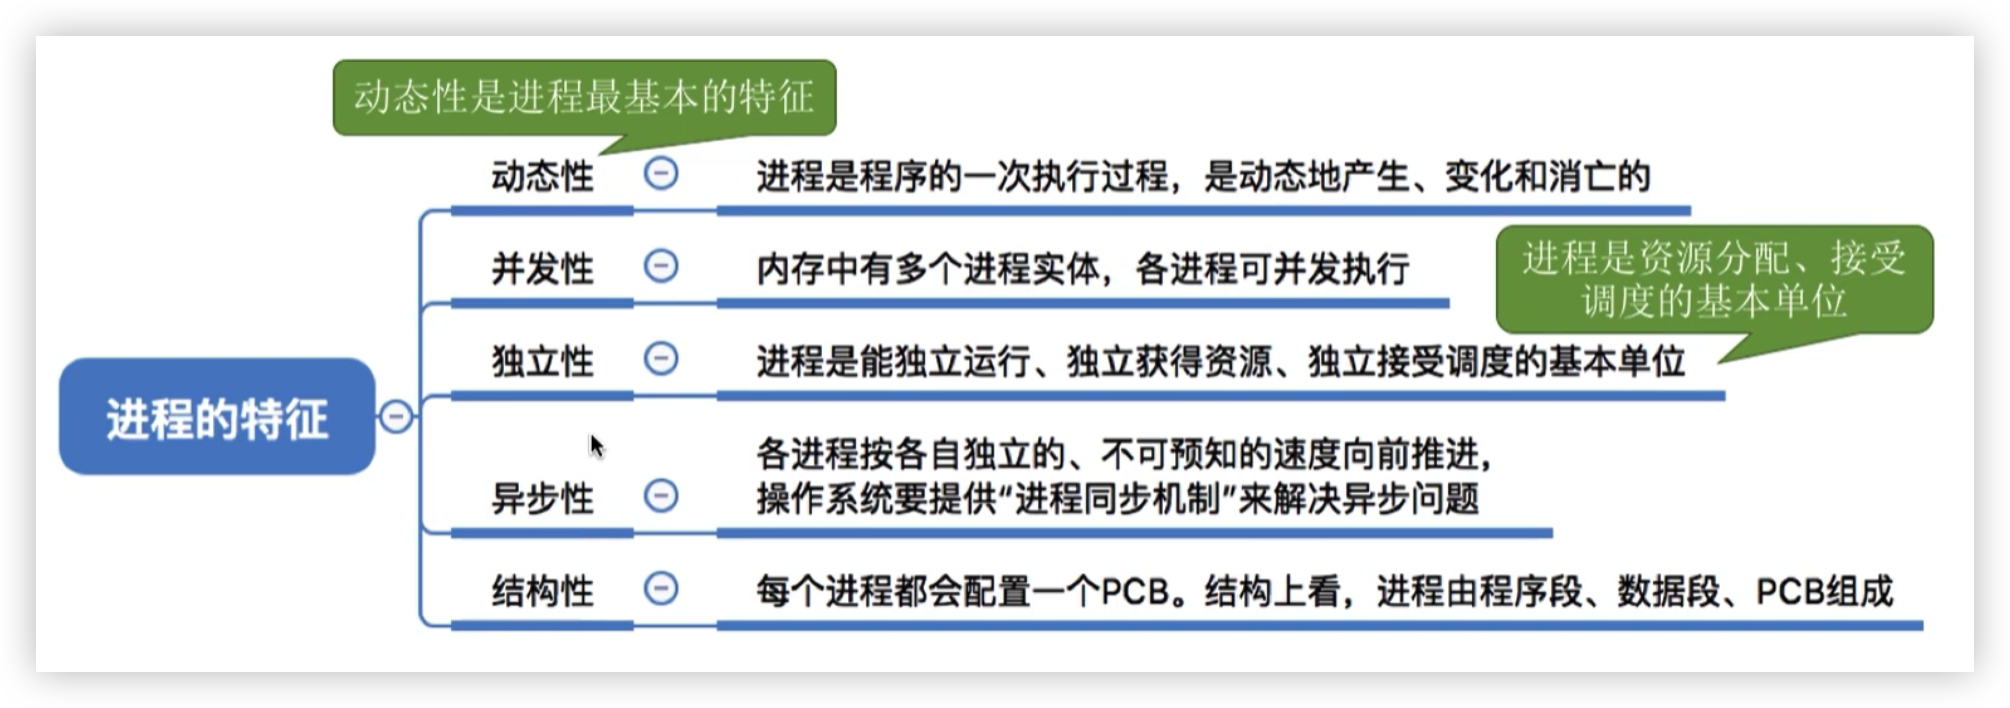 动态性是进程最基本的特征
动态性
进程是程序的一次执行过程，是动态地产生、变化和消亡的
并发性
内存中有多个进程实体，各进程可并发执行
进程是资源分配、接受
调度的基本单位
独立性
进程是能独立运行、独立获得资源、独立接受调度的基本单位
进程的特征
异步性
各进程按各自独立的、不可预知的速度向前推进，
操作系统要提供“进程同步机制”来解决异步问题
结构性
每个进程都会配置一个PCB。结构上看，进程由程序段、数据段、PCB组成